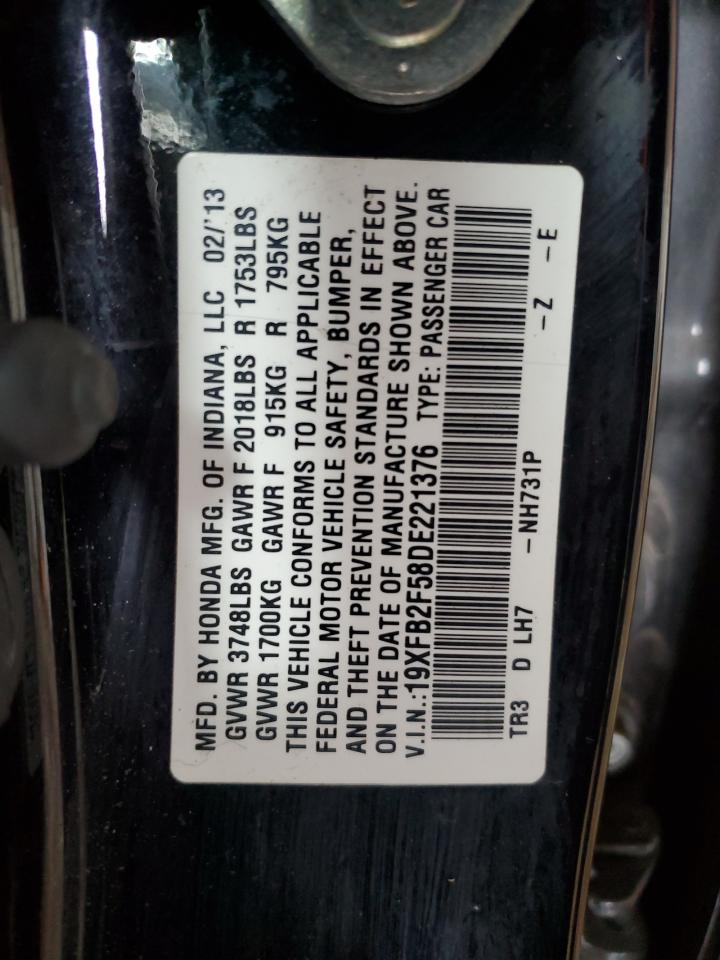 MFD. BY HONDA MFG. OF INDIANA, LLC 02/'13
GVWR 3748LBS GAWR F 2018LBS R 1753LBS
GVWR 1700KG GAWR F 915KG R 795KG
THIS VEHICLE CONFORMS TO ALL APPLICABLE
FEDERAL MOTOR VEHICLE SAFETY, BUMPER,
AND THEFT PREVENTION STANDARDS IN EFFECT
ON THE DATE OF MANUFACTURE SHOWN ABOVE.
V.I.N.:19XFB2F58DE221376 TYPE: PASSENGER CAR
TR3 D LH7 -NH731P -Z -E